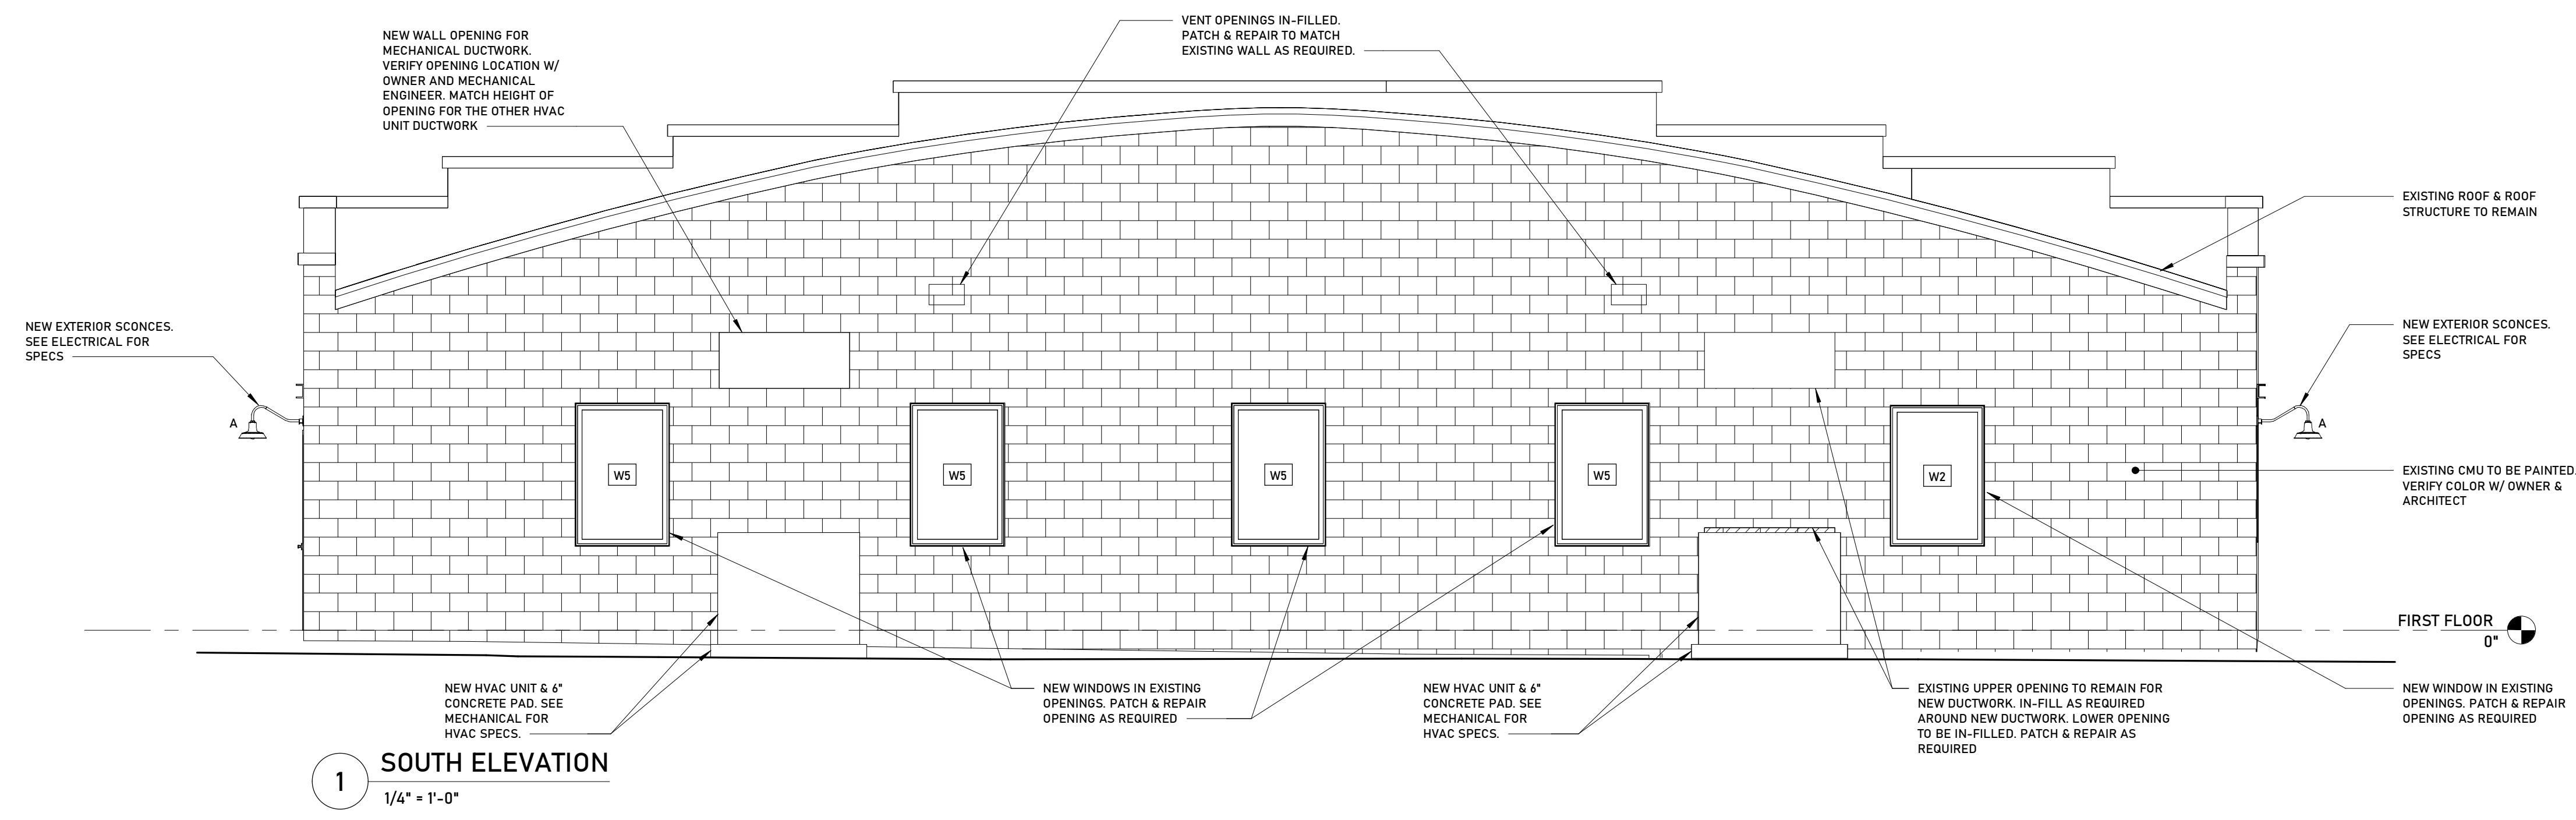 VENT OPENINGS IN-FILLED.
PATCH & REPAIR TO MATCH
EXISTING WALL AS REQUIRED.
NEW WALL OPENING FOR
MECHANICAL DUCTWORK.
VERIFY OPENING LOCATION W/
OWNER AND MECHANICAL
ENGINEER. MATCH HEIGHT OF
OPENING FOR THE OTHER HVAC
UNIT DUCTWORK
EXISTING ROOF & ROOF
STRUCTURE TO REMAIN
NEW EXTERIOR SCONCES.
SEE ELECTRICAL FOR
SPECS
NEW EXTERIOR SCONCES.
SEE ELECTRICAL FOR
SPECS
A
A
W5
W5
W5
W5
W2
EXISTING CMU TO BE PAINTED.
VERIFY COLOR W/ OWNER &
ARCHITECT
FIRST FLOOR
0"
NEW HVAC UNIT & 6"
CONCRETE PAD. SEE
MECHANICAL FOR
HVAC SPECS.
NEW WINDOWS IN EXISTING
OPENINGS. PATCH & REPAIR
OPENING AS REQUIRED
NEW HVAC UNIT & 6"
CONCRETE PAD. SEE
MECHANICAL FOR
HVAC SPECS.
EXISTING UPPER OPENING TO REMAIN FOR
NEW DUCTWORK. IN-FILL AS REQUIRED
AROUND NEW DUCTWORK. LOWER OPENING
TO BE IN-FILLED. PATCH & REPAIR AS
REQUIRED
NEW WINDOW IN EXISTING
OPENINGS. PATCH & REPAIR
OPENING AS REQUIRED
1
SOUTH ELEVATION
1/4" = 1'-0"